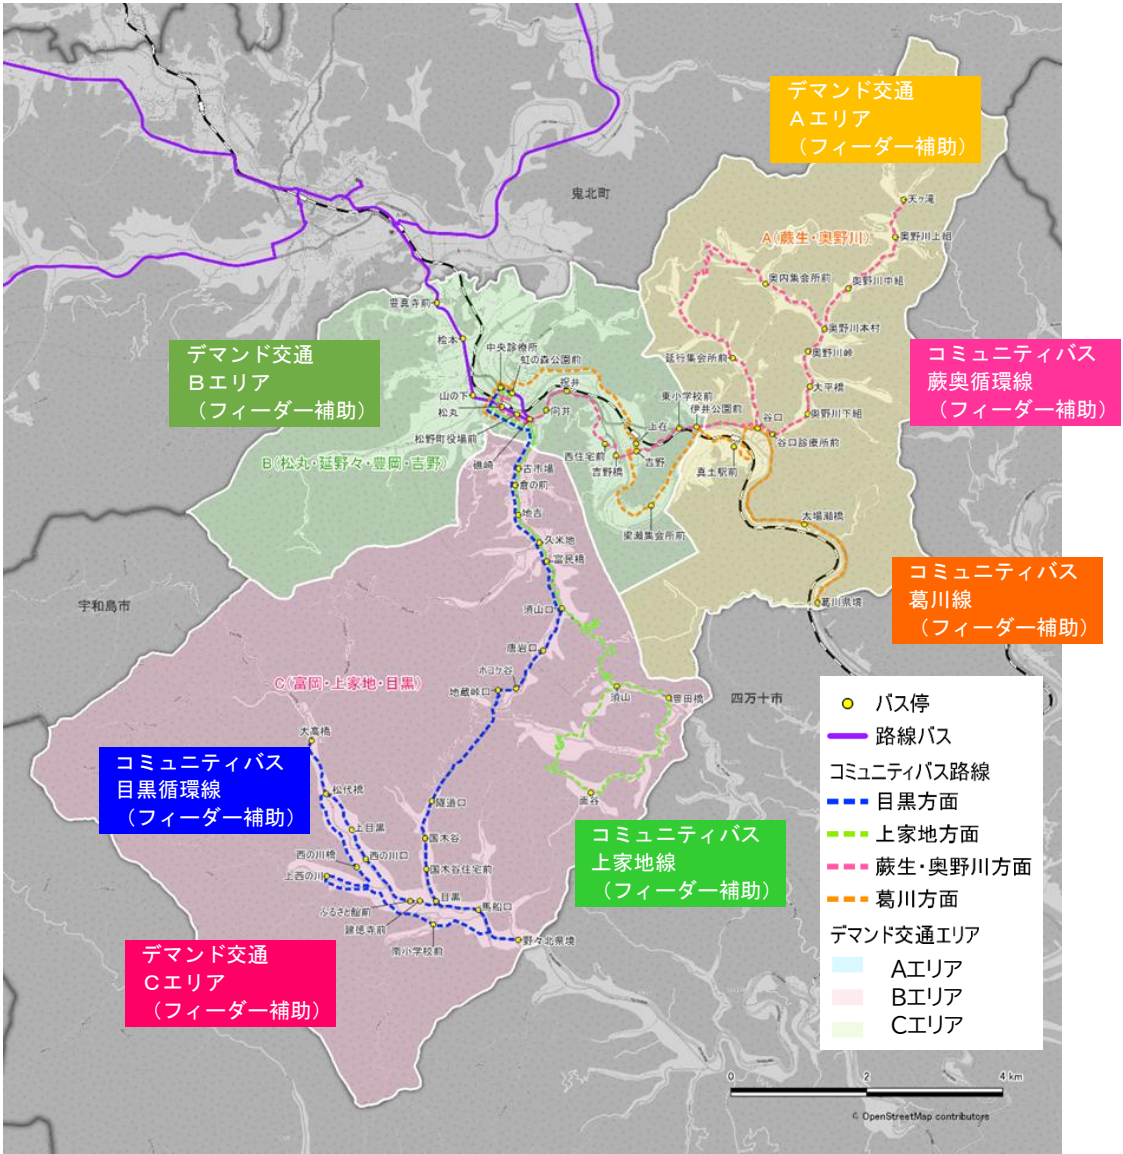 デマンド交通
Aエリア
（フィーダー補助）
鬼北町
天ケ滝
A(蕨生・奥野川)
奥野川上組
奥内集会所前
奥野川中組
豊真寺前
奥野川本村
桧本
中央診療所
虹の森公園前
延行集会所前
奥野川峠
デマンド交通
Bエリア
（フィーダー補助）
コミュニティバス
蕨奥循環線
（フィーダー補助）
山の下
松丸
祝井
向井
東小学校前
伊井公園前
大平橋
谷口
奥野川下組
松野町役場前
上在
谷口診療所前
B(松丸・延野々・豊岡・吉野)
礁崎
西住宅前
吉野橋
吉野
真土駅前
古市場
倉の前
地吉
梁瀬集会所前
大場瀬橋
久米地
富民橋
コミュニティバス
葛川線
（フィーダー補助）
宇和島市
須山口
葛川県境
唐岩口
ホコケ谷
C(富岡・上家地・目黒)
地蔵峠口
須山
豊田橋
四万十市
大高橋
コミュニティバス
目黒循環線
（フィーダー補助）
松代橋
隧道口
面谷
上目黒
国木谷
コミュニティバス
上家地線
（フィーダー補助）
西の川橋
西の川口
上西の川
国木谷住宅前
目黒
ふるさと館前
馬船口
建徳寺前
南小学校前
野々北県境
デマンド交通
Cエリア
（フィーダー補助）
バス停
路線バス
コミュニティバス路線
目黒方面
上家地方面
蕨生・奥野川方面
葛川方面
デマンド交通エリア
Aエリア
Bエリア
Cエリア
0 2 4 km
© OpenStreetMap contributors